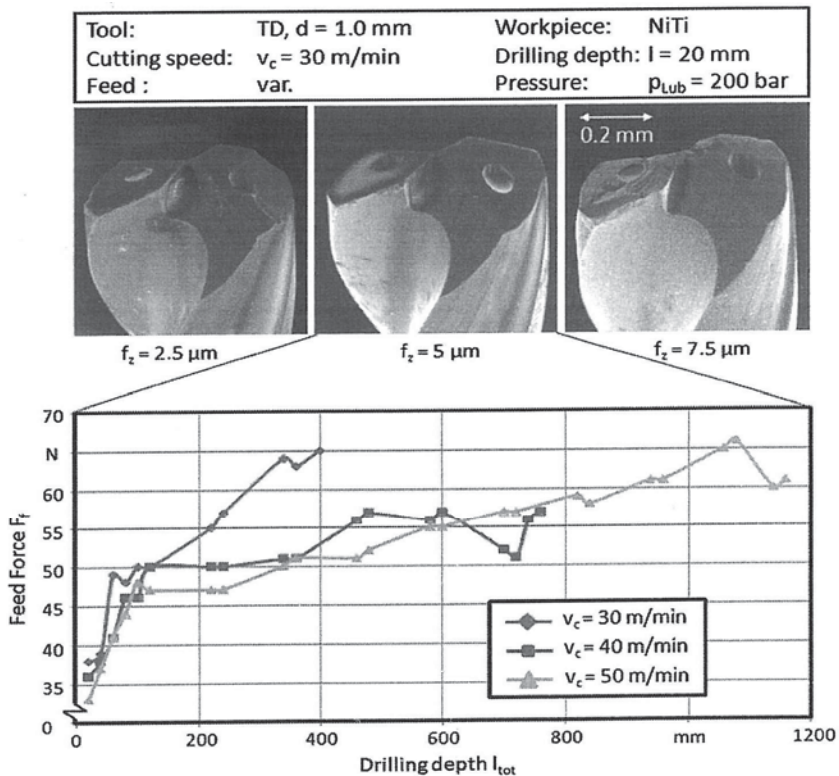 Tool: TD, d = 1.0 mm Workpiece: NiTi
Cutting speed: v_c = 30 m/min Drilling depth: l = 20 mm
Feed : var. Pressure: p_Lub = 200 bar
0.2 mm
f_z = 2.5 µm f_z = 5 µm f_z = 7.5 µm
70
N
60
55
50
45
40
35
0
Feed Force F_f
v_c = 30 m/min
v_c = 40 m/min
v_c = 50 m/min
0 200 400 600 800 mm 1200
Drilling depth l_tot